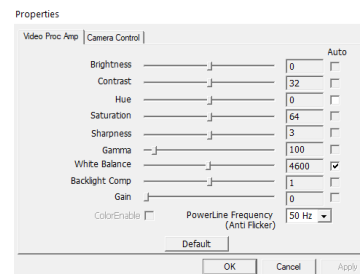 Properties
Video Proc Amp Camera Control
Auto
Brightness 0
Contrast 32
Hue 0
Saturation 64
Sharpness 3
Gamma 100
White Balance 4600
Backlight Comp 1
Gain 0
ColorEnable PowerLine Frequency 50 Hz
(Anti Flicker)
Default
OK Cancel Apply